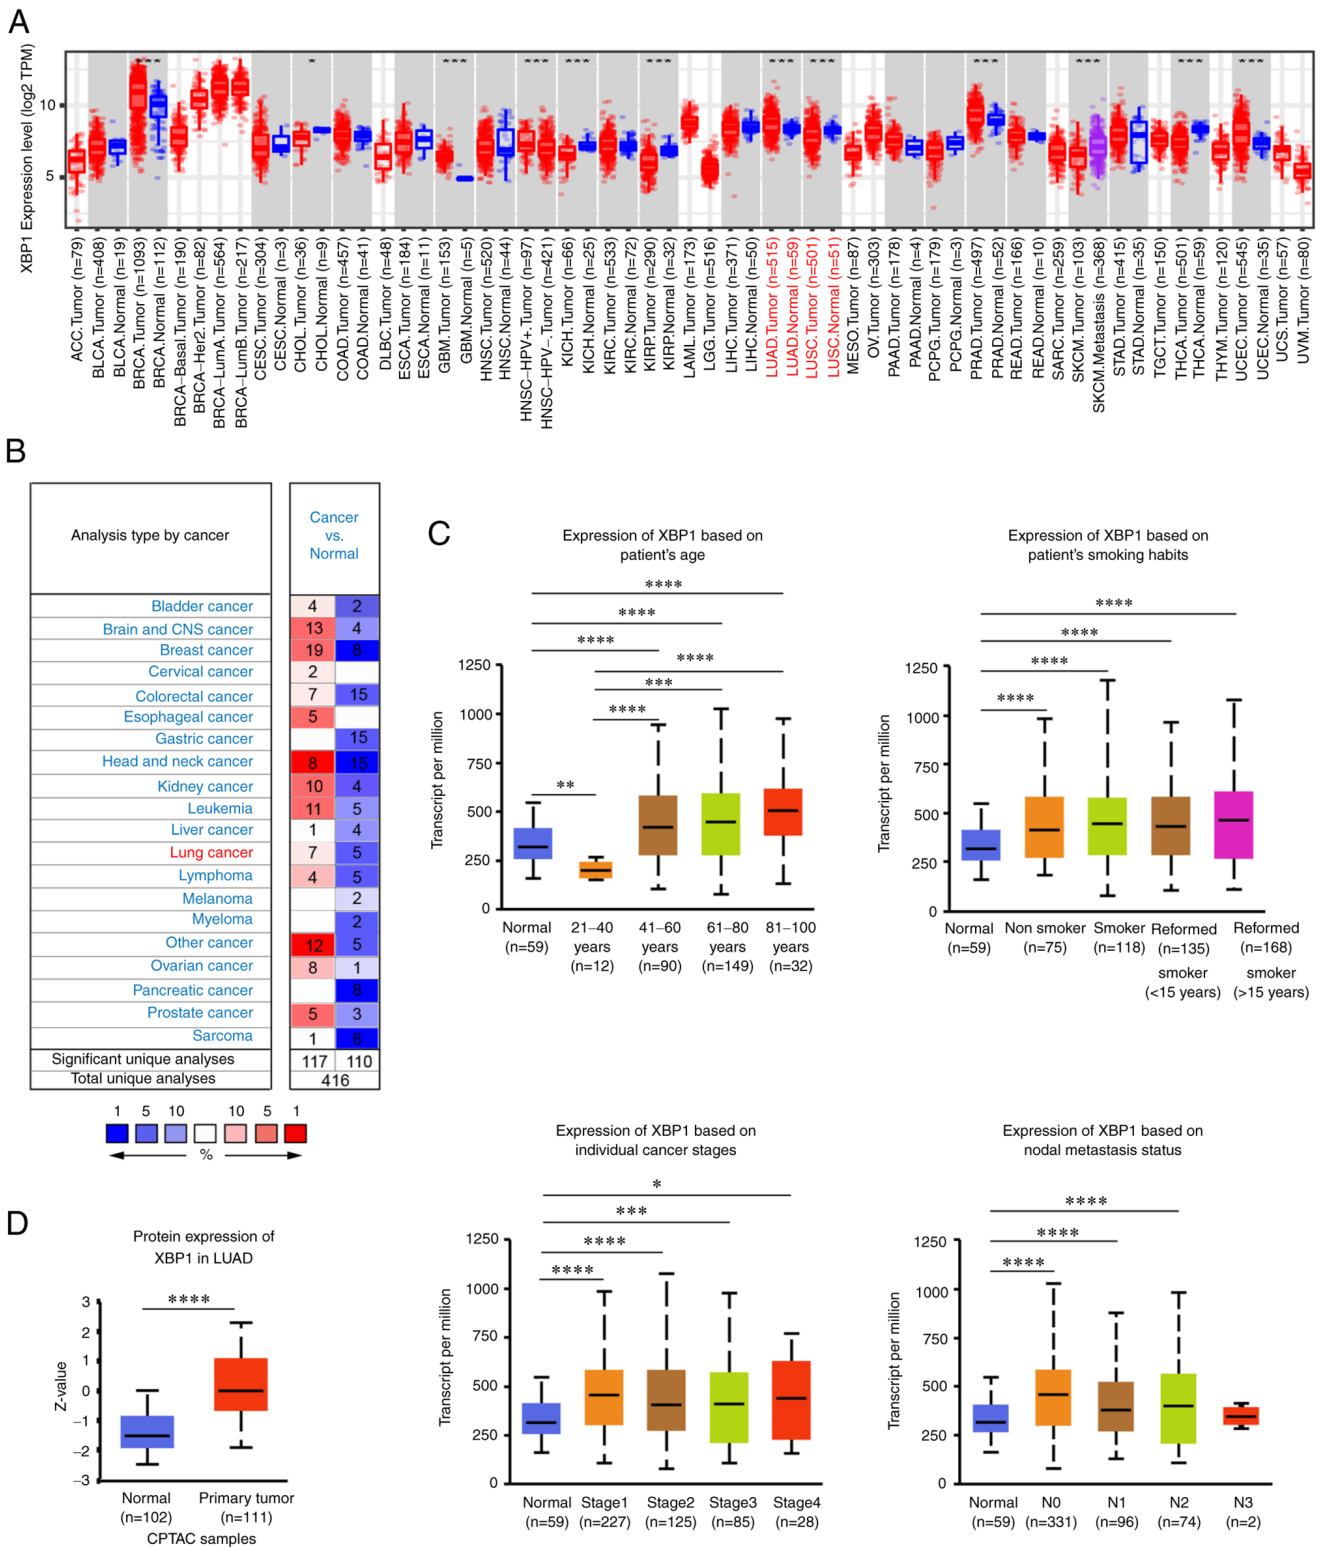 A
XBP1 Expression level (log2 TPM)
10
5
*** * *** *** *** *** *** *** *** *** *** ***
ACC.Tumor (n=79)
BLCA.Tumor (n=408)
BLCA.Normal (n=19)
BRCA.Tumor (n=1093)
BRCA.Normal (n=112)
BRCA−Basal.Tumor (n=190)
BRCA−Her2.Tumor (n=82)
BRCA−LumA.Tumor (n=564)
BRCA−LumB.Tumor (n=217)
CESC.Tumor (n=304)
CESC.Normal (n=3)
CHOL.Tumor (n=36)
CHOL.Normal (n=9)
COAD.Tumor (n=457)
COAD.Normal (n=41)
DLBC.Tumor (n=48)
ESCA.Tumor (n=184)
ESCA.Normal (n=11)
GBM.Tumor (n=153)
GBM.Normal (n=5)
HNSC.Tumor (n=520)
HNSC.Normal (n=44)
HNSC−HPV+.Tumor (n=97)
HNSC−HPV−.Tumor (n=421)
KICH.Tumor (n=66)
KICH.Normal (n=25)
KIRC.Tumor (n=533)
KIRC.Normal (n=72)
KIRP.Tumor (n=290)
KIRP.Normal (n=32)
LAML.Tumor (n=173)
LGG.Tumor (n=516)
LIHC.Tumor (n=371)
LIHC.Normal (n=50)
LUAD.Tumor (n=515)
LUAD.Normal (n=59)
LUSC.Tumor (n=501)
LUSC.Normal (n=51)
MESO.Tumor (n=87)
OV.Tumor (n=303)
PAAD.Tumor (n=178)
PAAD.Normal (n=4)
PCPG.Tumor (n=179)
PCPG.Normal (n=3)
PRAD.Tumor (n=497)
PRAD.Normal (n=52)
READ.Tumor (n=166)
READ.Normal (n=10)
SARC.Tumor (n=259)
SKCM.Tumor (n=103)
SKCM.Metastasis (n=368)
STAD.Tumor (n=415)
STAD.Normal (n=35)
TGCT.Tumor (n=150)
THCA.Tumor (n=501)
THCA.Normal (n=59)
THYM.Tumor (n=120)
UCEC.Tumor (n=545)
UCEC.Normal (n=35)
UCS.Tumor (n=57)
UVM.Tumor (n=80)
B
Analysis type by cancer
Cancer
vs.
Normal
Bladder cancer 4 2
Brain and CNS cancer 13 4
Breast cancer 19 8
Cervical cancer 2
Colorectal cancer 7 15
Esophageal cancer 5
Gastric cancer 15
Head and neck cancer 8 15
Kidney cancer 10 4
Leukemia 11 5
Liver cancer 1 4
Lung cancer 7 5
Lymphoma 4 5
Melanoma 2
Myeloma 2
Other cancer 12 5
Ovarian cancer 8 1
Pancreatic cancer 8
Prostate cancer 5 3
Sarcoma 1 8
Significant unique analyses 117 110
Total unique analyses 416
1 5 10 10 5 1
%
C
Expression of XBP1 based on
patient's age
****
****
****
****
***
****
**
Transcript per million
1250
1000
750
500
250
0
Normal 21−40 41−60 61−80 81−100
(n=59) years years years years
(n=12) (n=90) (n=149) (n=32)
Expression of XBP1 based on
patient's smoking habits
****
****
****
****
Transcript per million
1250
1000
750
500
250
0
Normal Non smoker Smoker Reformed Reformed
(n=59) (n=75) (n=118) (n=135) (n=168)
smoker smoker
(<15 years) (>15 years)
Expression of XBP1 based on
individual cancer stages
*
***
****
****
Transcript per million
1250
1000
750
500
250
0
Normal Stage1 Stage2 Stage3 Stage4
(n=59) (n=227) (n=125) (n=85) (n=28)
Expression of XBP1 based on
nodal metastasis status
****
****
****
Transcript per million
1250
1000
750
500
250
0
Normal N0 N1 N2 N3
(n=59) (n=331) (n=96) (n=74) (n=2)
D
Protein expression of
XBP1 in LUAD
****
Z-value
3
2
1
0
−1
−2
−3
Normal Primary tumor
(n=102) (n=111)
CPTAC samples